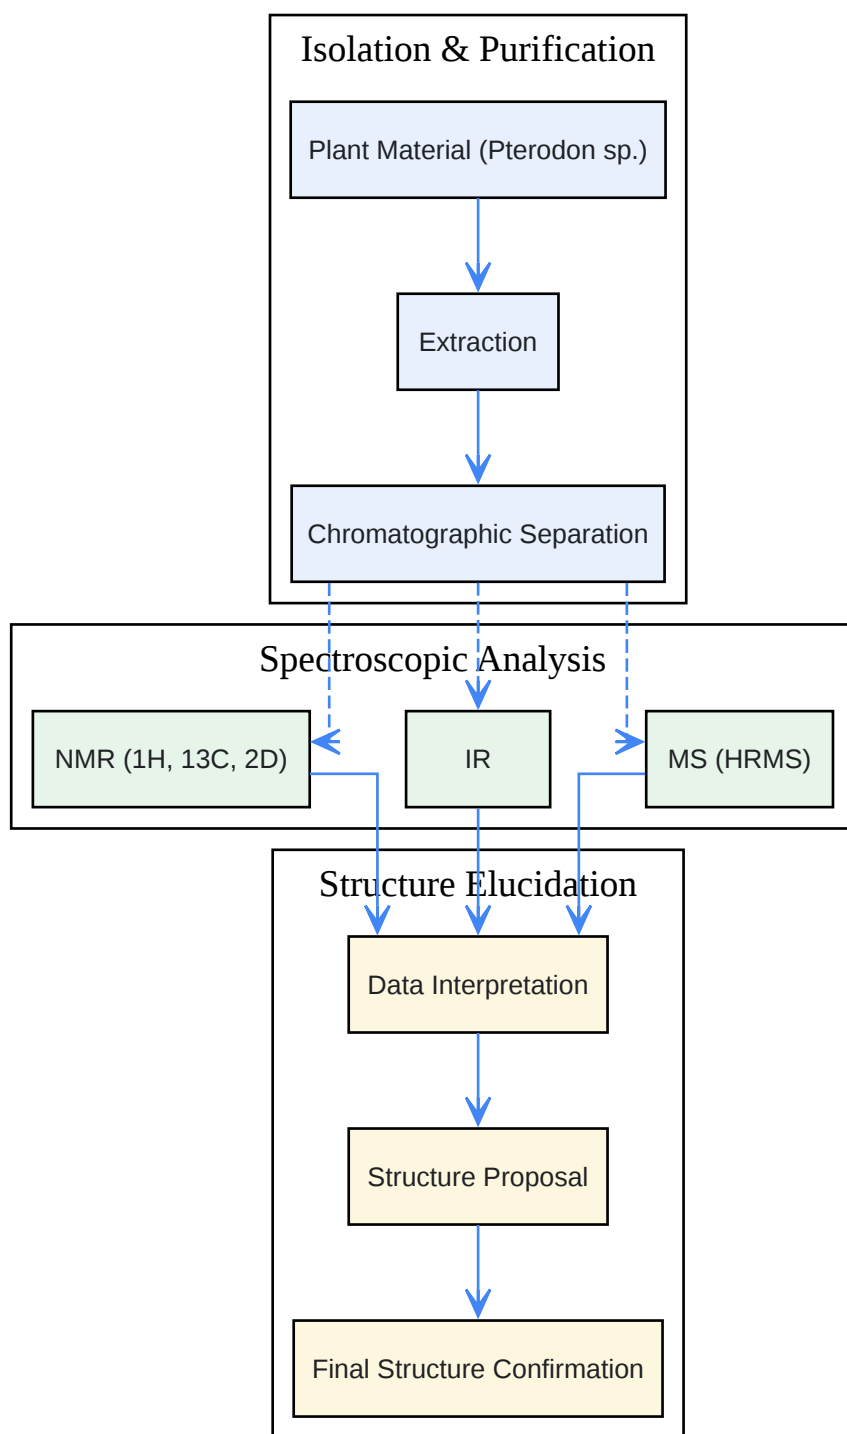 Isolation & Purification
Plant Material (Pterodon sp.)
Extraction
Chromatographic Separation
Spectroscopic Analysis
NMR (1H, 13C, 2D)
IR
MS (HRMS)
Structure Elucidation
Data Interpretation
Structure Proposal
Final Structure Confirmation